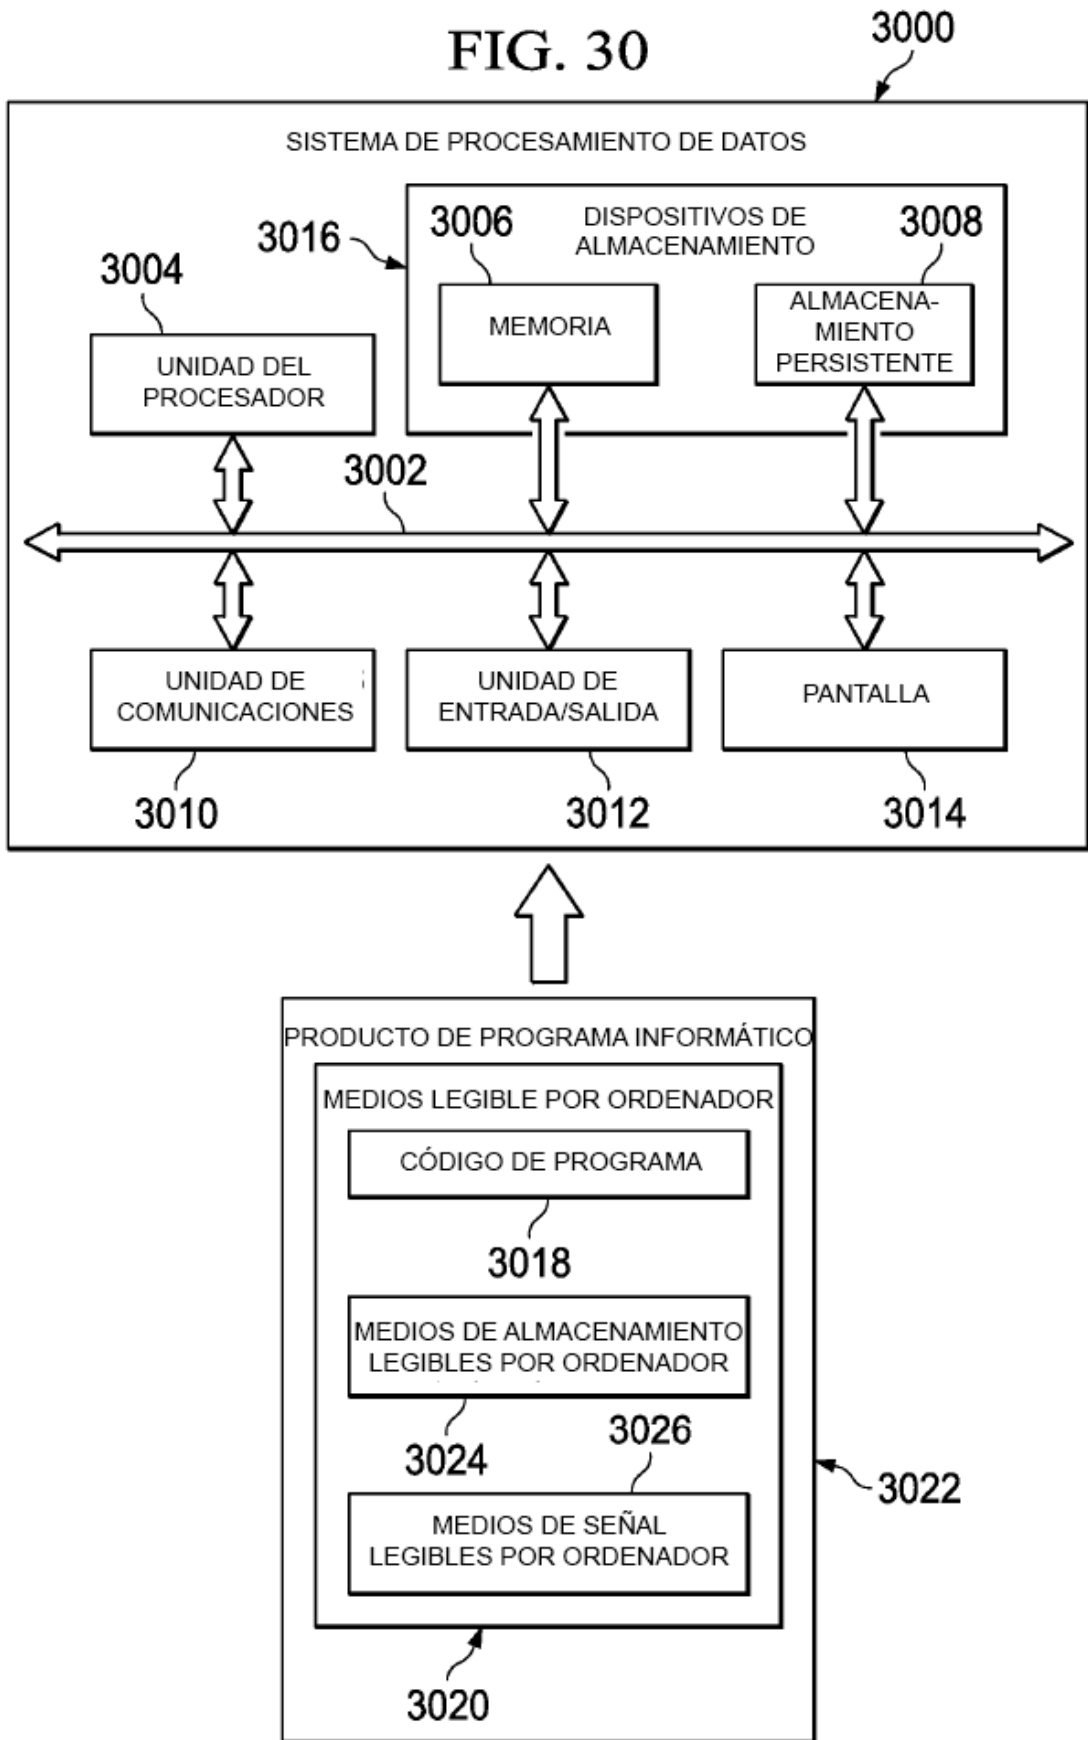 FIG. 30
3000
SISTEMA DE PROCESAMIENTO DE DATOS
3016
DISPOSITIVOS DE
ALMACENAMIENTO
3006
3008
3004
MEMORIA
ALMACENA-
MIENTO
PERSISTENTE
UNIDAD DEL
PROCESADOR
3002
UNIDAD DE
COMUNICACIONES
UNIDAD DE
ENTRADA/SALIDA
PANTALLA
3010
3012
3014
PRODUCTO DE PROGRAMA INFORMÁTICO
MEDIOS LEGIBLE POR ORDENADOR
CÓDIGO DE PROGRAMA
3018
MEDIOS DE ALMACENAMIENTO
LEGIBLES POR ORDENADOR
3024
3026
3022
MEDIOS DE SEÑAL
LEGIBLES POR ORDENADOR
3020